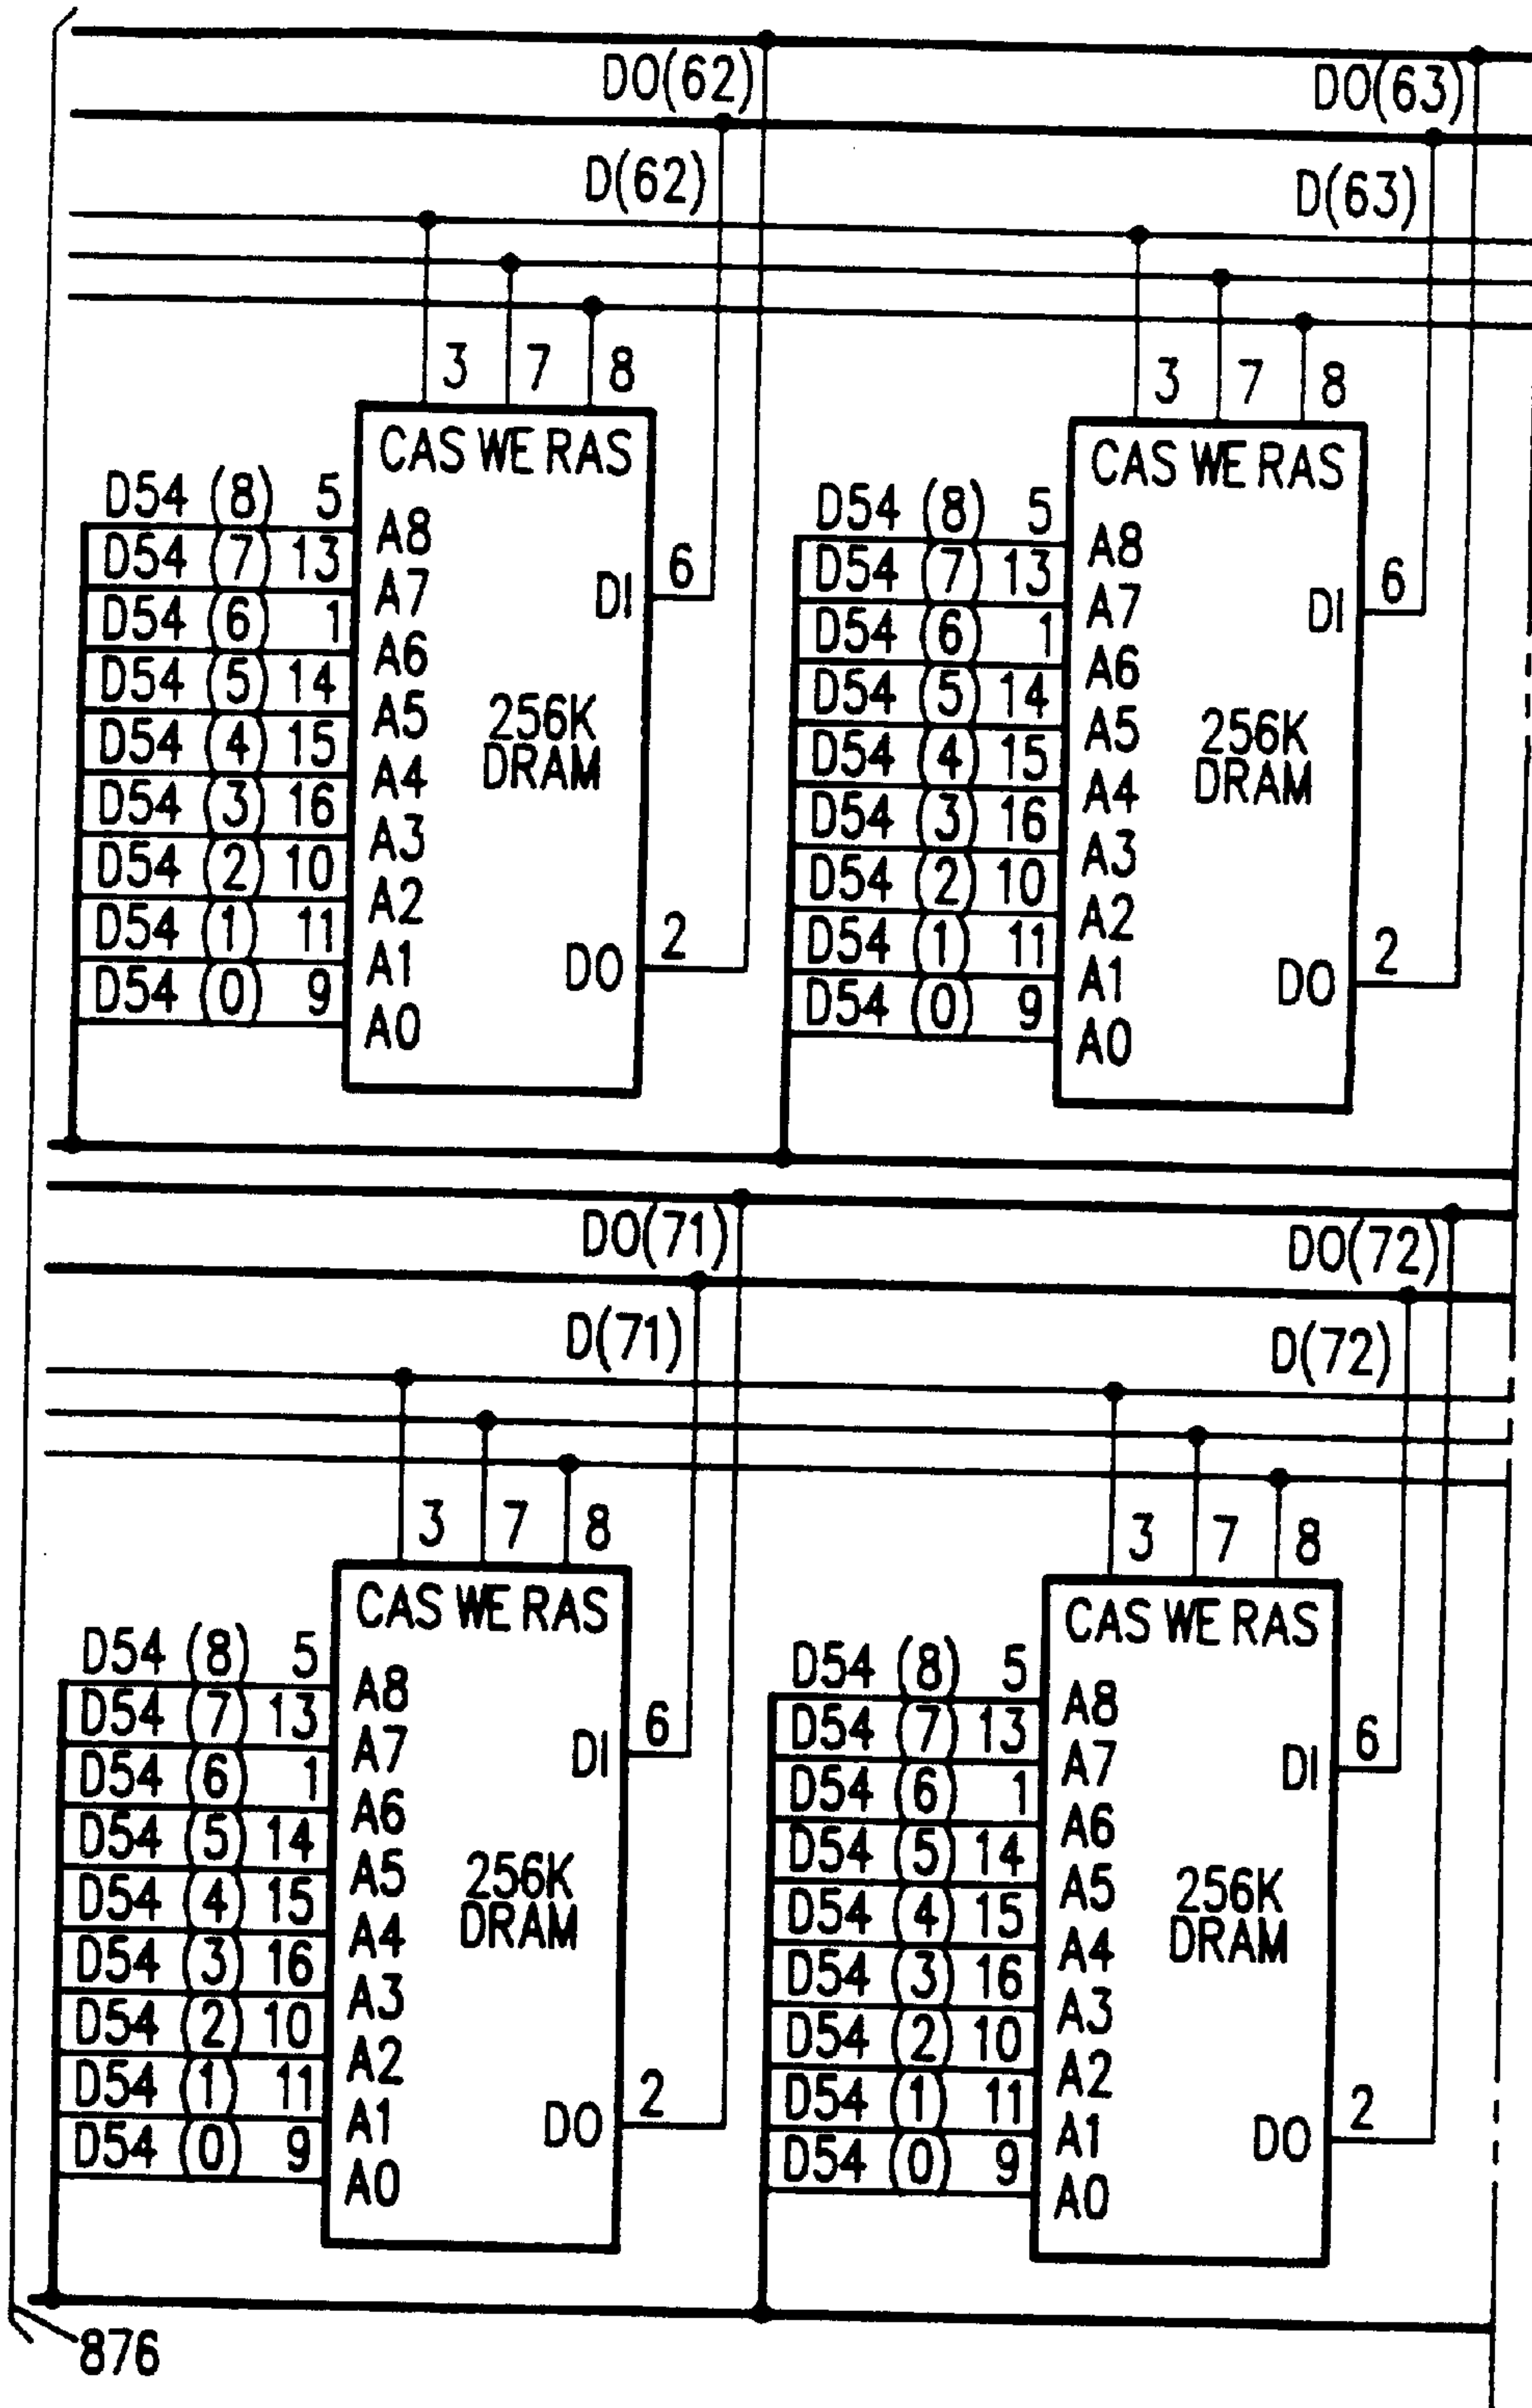 DO(62) DO(63)
D(62) D(63)
3 7 8 3 7 8
CAS WE RAS CAS WE RAS
D54 (8) 5 A8 D54 (8) 5 A8
D54 (7) 13 A7 DI 6 D54 (7) 13 A7 DI 6
D54 (6) 1 A6 D54 (6) 1 A6
D54 (5) 14 A5 256K D54 (5) 14 A5 256K
D54 (4) 15 A4 DRAM D54 (4) 15 A4 DRAM
D54 (3) 16 A3 D54 (3) 16 A3
D54 (2) 10 A2 D54 (2) 10 A2
D54 (1) 11 A1 DO 2 D54 (1) 11 A1 DO 2
D54 (0) 9 A0 D54 (0) 9 A0
DO(71) DO(72)
D(71) D(72)
3 7 8 3 7 8
CAS WE RAS CAS WE RAS
D54 (8) 5 A8 D54 (8) 5 A8
D54 (7) 13 A7 DI 6 D54 (7) 13 A7 DI 6
D54 (6) 1 A6 D54 (6) 1 A6
D54 (5) 14 A5 256K D54 (5) 14 A5 256K
D54 (4) 15 A4 DRAM D54 (4) 15 A4 DRAM
D54 (3) 16 A3 D54 (3) 16 A3
D54 (2) 10 A2 D54 (2) 10 A2
D54 (1) 11 A1 DO 2 D54 (1) 11 A1 DO 2
D54 (0) 9 A0 D54 (0) 9 A0
876